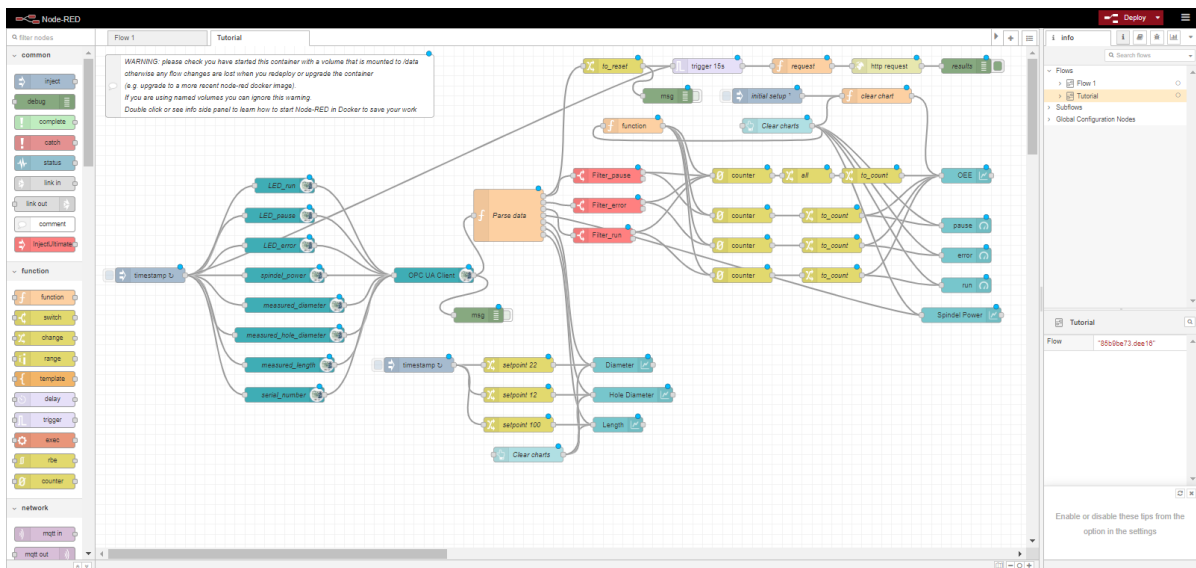 Node-RED
Deploy
filter nodes
Flow 1
Tutorial
info
Search flows
common
inject
debug
complete
catch
status
link in
link out
comment
InjectUltimate
function
function
switch
change
range
template
delay
trigger
exec
rbe
counter
network
mqtt in
mqtt out
WARNING: please check you have started this container with a volume that is mounted to /data
otherwise any flow changes are lost when you redeploy or upgrade the container
(e.g. upgrade to a more recent node-red docker image).
If you are using named volumes you can ignore this warning.
Double click or see info side panel to learn how to start Node-RED in Docker to save your work
to_reset
trigger 15s
request
http request
results
msg
initial setup
clear chart
function
Clear charts
LED_run
LED_pause
LED_error
spindel_power
measured_diameter
measured_hole_diameter
measured_length
serial_number
timestamp ↻
OPC UA Client
Parse data
msg
Filter_pause
Filter_error
Filter_run
counter
all
to_count
OEE
counter
to_count
pause
counter
to_count
error
counter
to_count
run
Spindel Power
timestamp ↻
setpoint 22
Diameter
setpoint 12
Hole Diameter
setpoint 100
Length
Clear charts
Flows
Flow 1
Tutorial
Subflows
Global Configuration Nodes
Tutorial
Flow
"85b9be73.dee16"
Enable or disable these tips from the
option in the settings